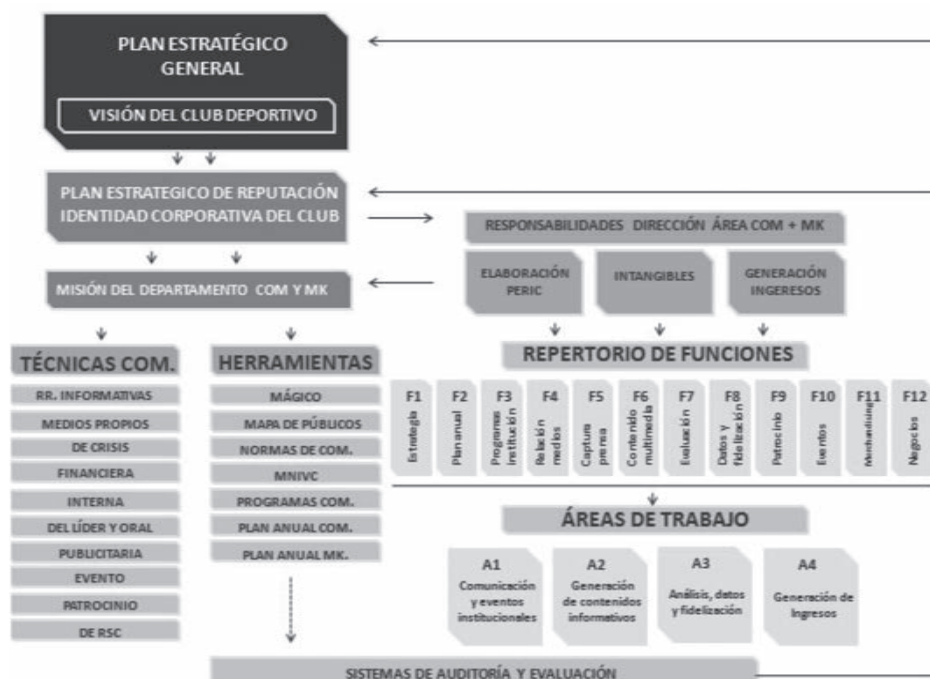 PLAN ESTRATÉGICO
GENERAL
VISIÓN DEL CLUB DEPORTIVO
PLAN ESTRATEGICO DE REPUTACIÓN
IDENTIDAD CORPORATIVA DEL CLUB
RESPONSABILIDADES DIRECCIÓN ÁREA COM + MK
ELABORACIÓN
PERIC
INTANGIBLES
GENERACIÓN
INGERESOS
MISIÓN DEL DEPARTAMENTO COM Y MK
TÉCNICAS COM.
RR. INFORMATIVAS
MEDIOS PROPIOS
DE CRISIS
FINANCIERA
INTERNA
DEL LÍDER Y ORAL
PUBLICITARIA
EVENTO
PATROCINIO
DE RSC
HERRAMIENTAS
MÁGICO
MAPA DE PÚBLICOS
NORMAS DE COM.
MNIVC
PROGRAMAS COM.
PLAN ANUAL COM.
PLAN ANUAL MK.
REPERTORIO DE FUNCIONES
F1
Estrategia
F2
Plan anual
F3
Programas
institución
F4
Relación
medios
F5
Captura
prensa
F6
Contenido
multimedia
F7
Evaluación
F8
Datos y
fidelización
F9
Patrocinio
F10
Eventos
F11
Merchandising
F12
Negocios
ÁREAS DE TRABAJO
A1
Comunicación
y eventos
institucionales
A2
Generación
de contenidos
informativos
A3
Análisis, datos
y fidelización
A4
Generación de
Ingresos
SISTEMAS DE AUDITORÍA Y EVALUACIÓN